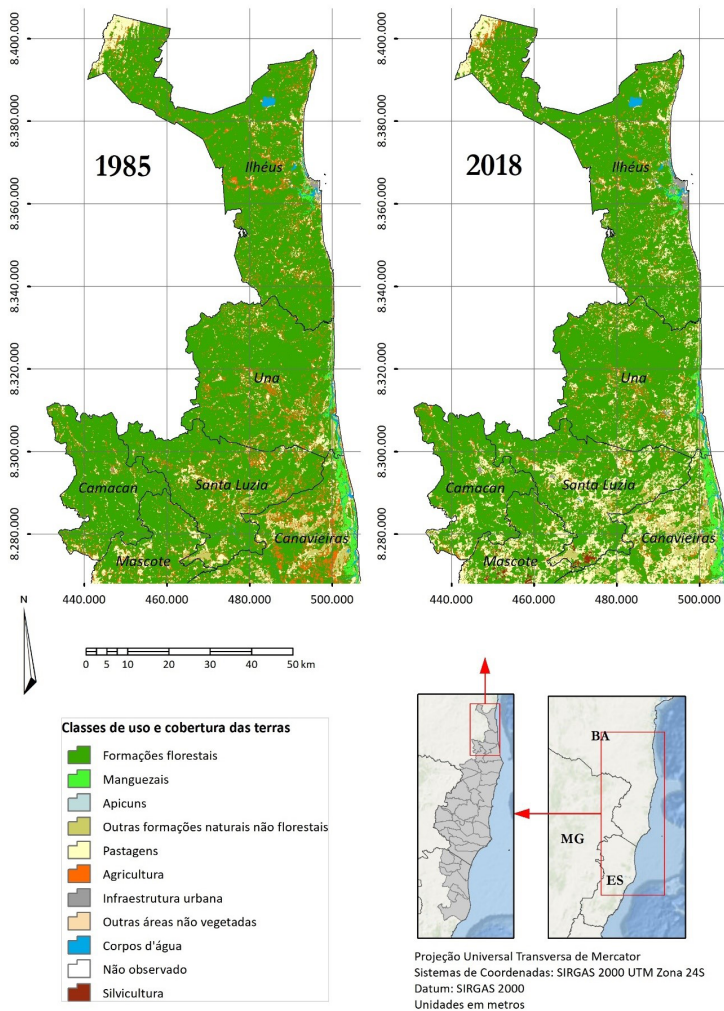 8.400.000
8.380.000
8.360.000
8.340.000
8.320.000
8.300.000
8.280.000
1985
Ilhéus
Una
Santa Luzia
Camacan
Canavieiras
Mascote
440.000 460.000 480.000 500.000
8.400.000
8.380.000
8.360.000
8.340.000
8.320.000
8.300.000
8.280.000
2018
Ilhéus
Una
Santa Luzia
Camacan
Canavieiras
Mascote
440.000 460.000 480.000 500.000
N
0 5 10 20 30 40 50 km
Classes de uso e cobertura das terras
Formações florestais
Manguezais
Apicuns
Outras formações naturais não florestais
Pastagens
Agricultura
Infraestrutura urbana
Outras áreas não vegetadas
Corpos d'água
Não observado
Silvicultura
BA
MG
ES
Projeção Universal Transversa de Mercator
Sistemas de Coordenadas: SIRGAS 2000 UTM Zona 24S
Datum: SIRGAS 2000
Unidades em metros